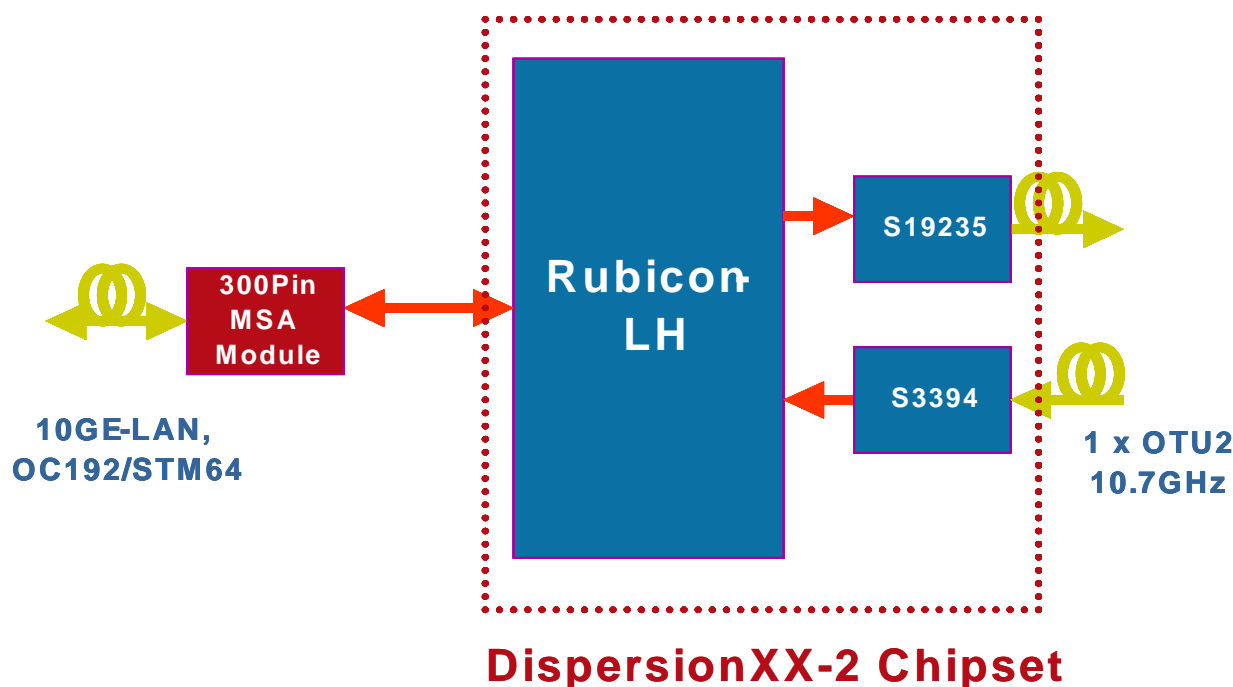 300Pin
MSA
Module
Rubicon-
LH
S19235
S3394
10GE-LAN,
OC192/STM64
1 x OTU2
10.7GHz
DispersionXX-2 Chipset